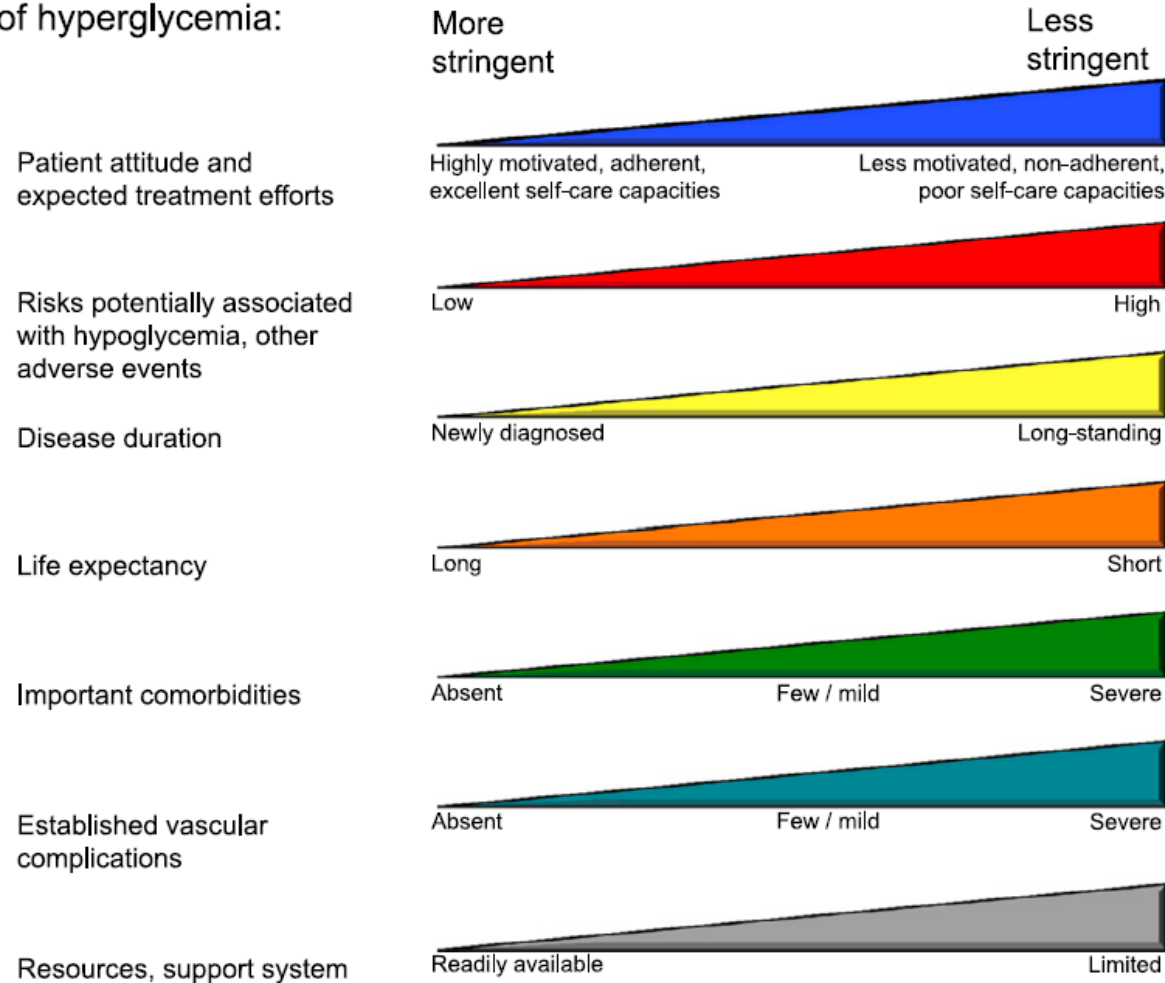 of hyperglycemia:
More
stringent
Less
stringent
Patient attitude and
expected treatment efforts
Highly motivated, adherent,
excellent self-care capacities
Less motivated, non-adherent,
poor self-care capacities
Risks potentially associated
with hypoglycemia, other
adverse events
Low
High
Disease duration
Newly diagnosed
Long-standing
Life expectancy
Long
Short
Important comorbidities
Absent
Few / mild
Severe
Established vascular
complications
Absent
Few / mild
Severe
Resources, support system
Readily available
Limited